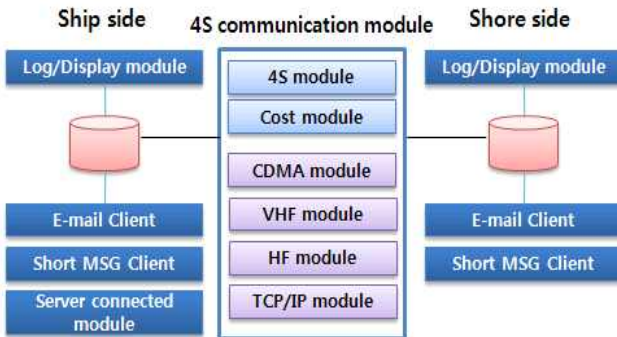 Ship side
4S communication module
Shore side
Log/Display module
4S module
Log/Display module
Cost module
CDMA module
E-mail Client
VHF module
E-mail Client
Short MSG Client
HF module
Short MSG Client
Server connected
module
TCP/IP module